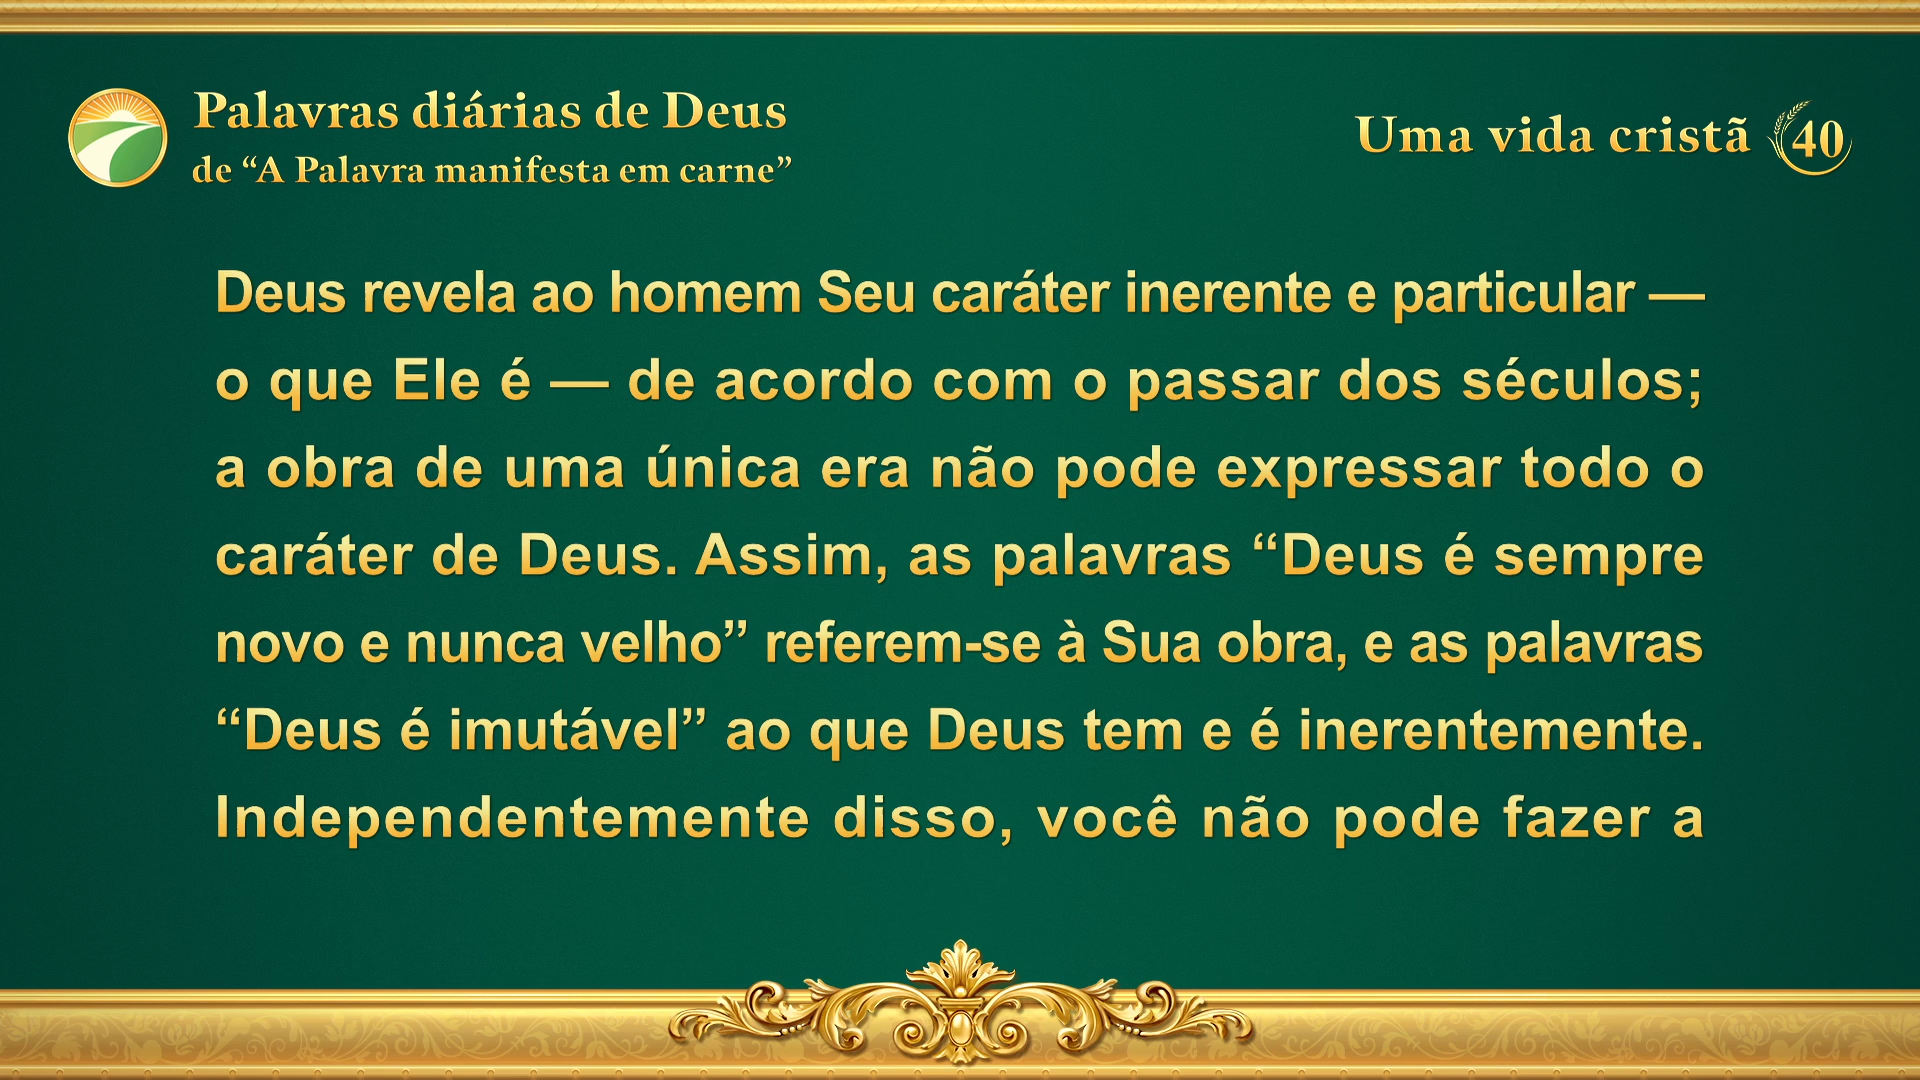 Palavras diárias de Deus
de “A Palavra manifesta em carne”
Uma vida cristã 40
Deus revela ao homem Seu caráter inerente e particular —
o que Ele é — de acordo com o passar dos séculos;
a obra de uma única era não pode expressar todo o
caráter de Deus. Assim, as palavras “Deus é sempre
novo e nunca velho” referem-se à Sua obra, e as palavras
“Deus é imutável” ao que Deus tem e é inerentemente.
Independentemente disso, você não pode fazer a